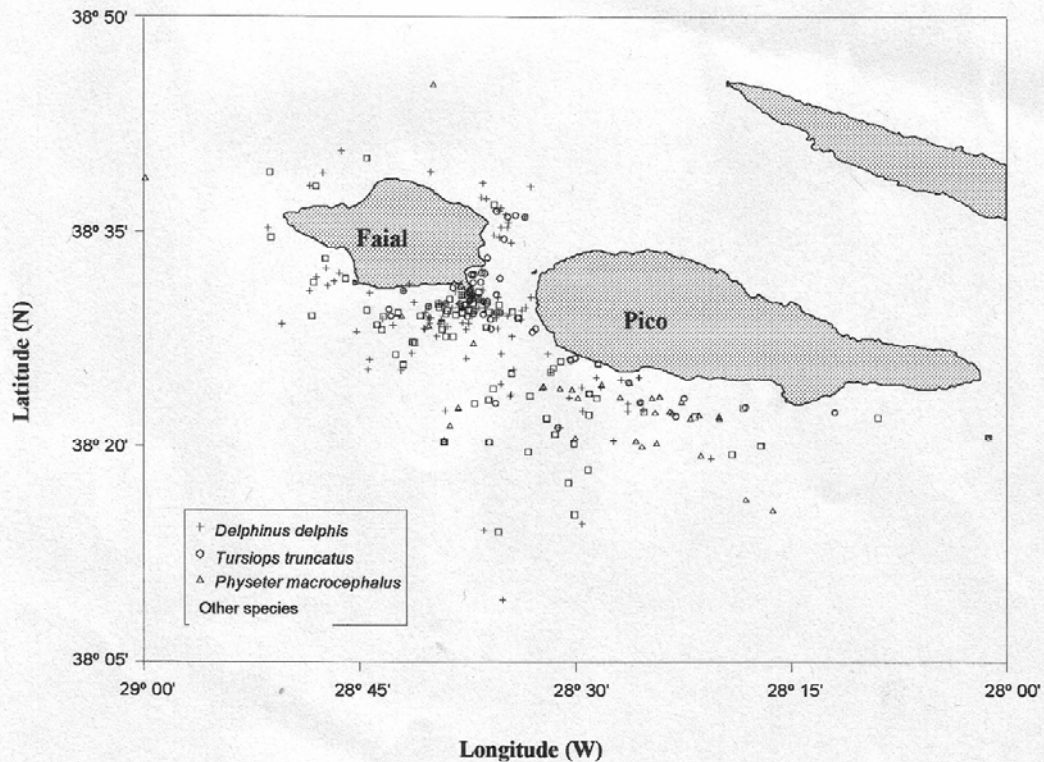 38º 50'
38º 35'
38º 20'
38º 05'
Latitude (N)
Faial
Pico
Delphinus delphis
Tursiops truncatus
Physeter macrocephalus
Other species
29º 00'
28º 45'
28º 30'
28º 15'
28º 00'
Longitude (W)